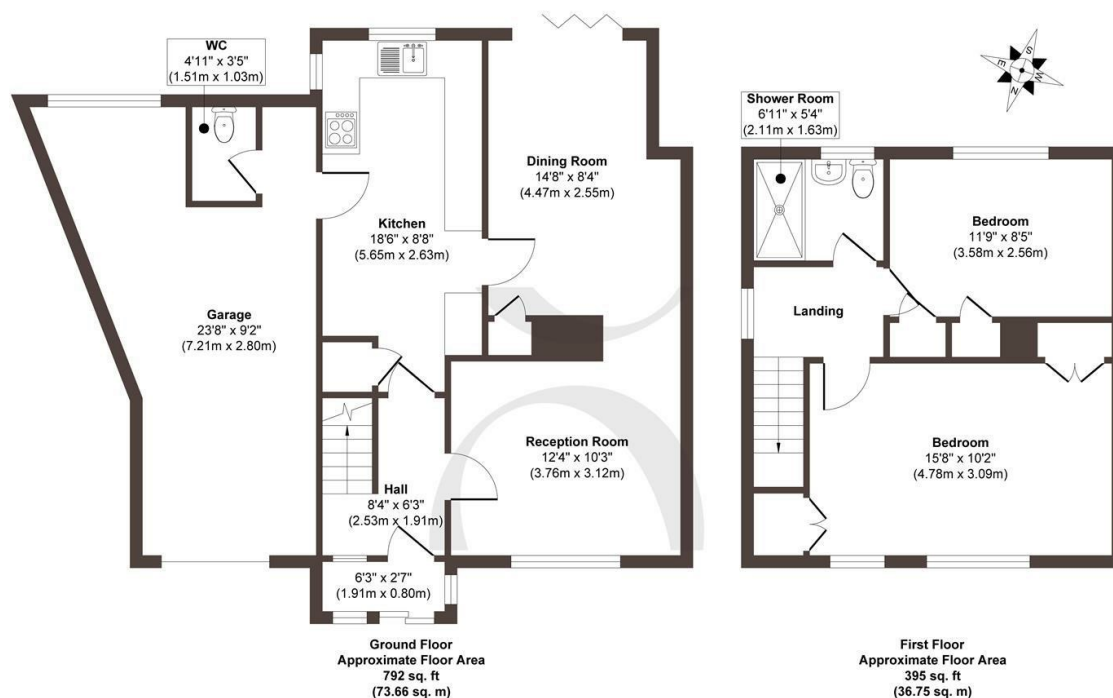 WC
4'11" x 3'5"
(1.51m x 1.03m)
S
E
W
N
Shower Room
6'11" x 5'4"
(2.11m x 1.63m)
Dining Room
14'8" x 8'4"
(4.47m x 2.55m)
Kitchen
18'6" x 8'8"
(5.65m x 2.63m)
Bedroom
11'9" x 8'5"
(3.58m x 2.56m)
Garage
23'8" x 9'2"
(7.21m x 2.80m)
Landing
Reception Room
12'4" x 10'3"
(3.76m x 3.12m)
Bedroom
15'8" x 10'2"
(4.78m x 3.09m)
Hall
8'4" x 6'3"
(2.53m x 1.91m)
6'3" x 2'7"
(1.91m x 0.80m)
Ground Floor
Approximate Floor Area
792 sq. ft
(73.66 sq. m)
First Floor
Approximate Floor Area
395 sq. ft
(36.75 sq. m)